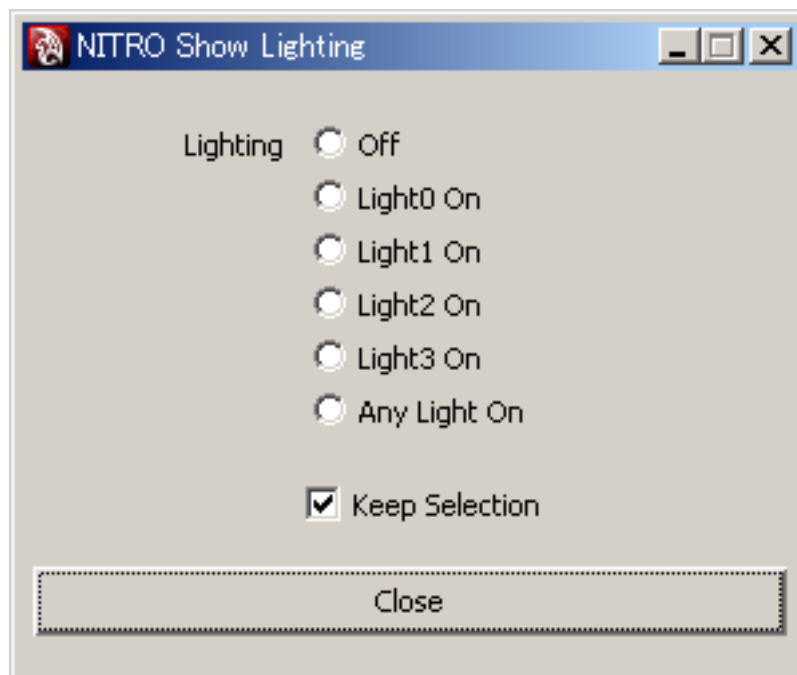 NITRO Show Lighting
Lighting Off
Light0 On
Light1 On
Light2 On
Light3 On
Any Light On
Keep Selection
Close